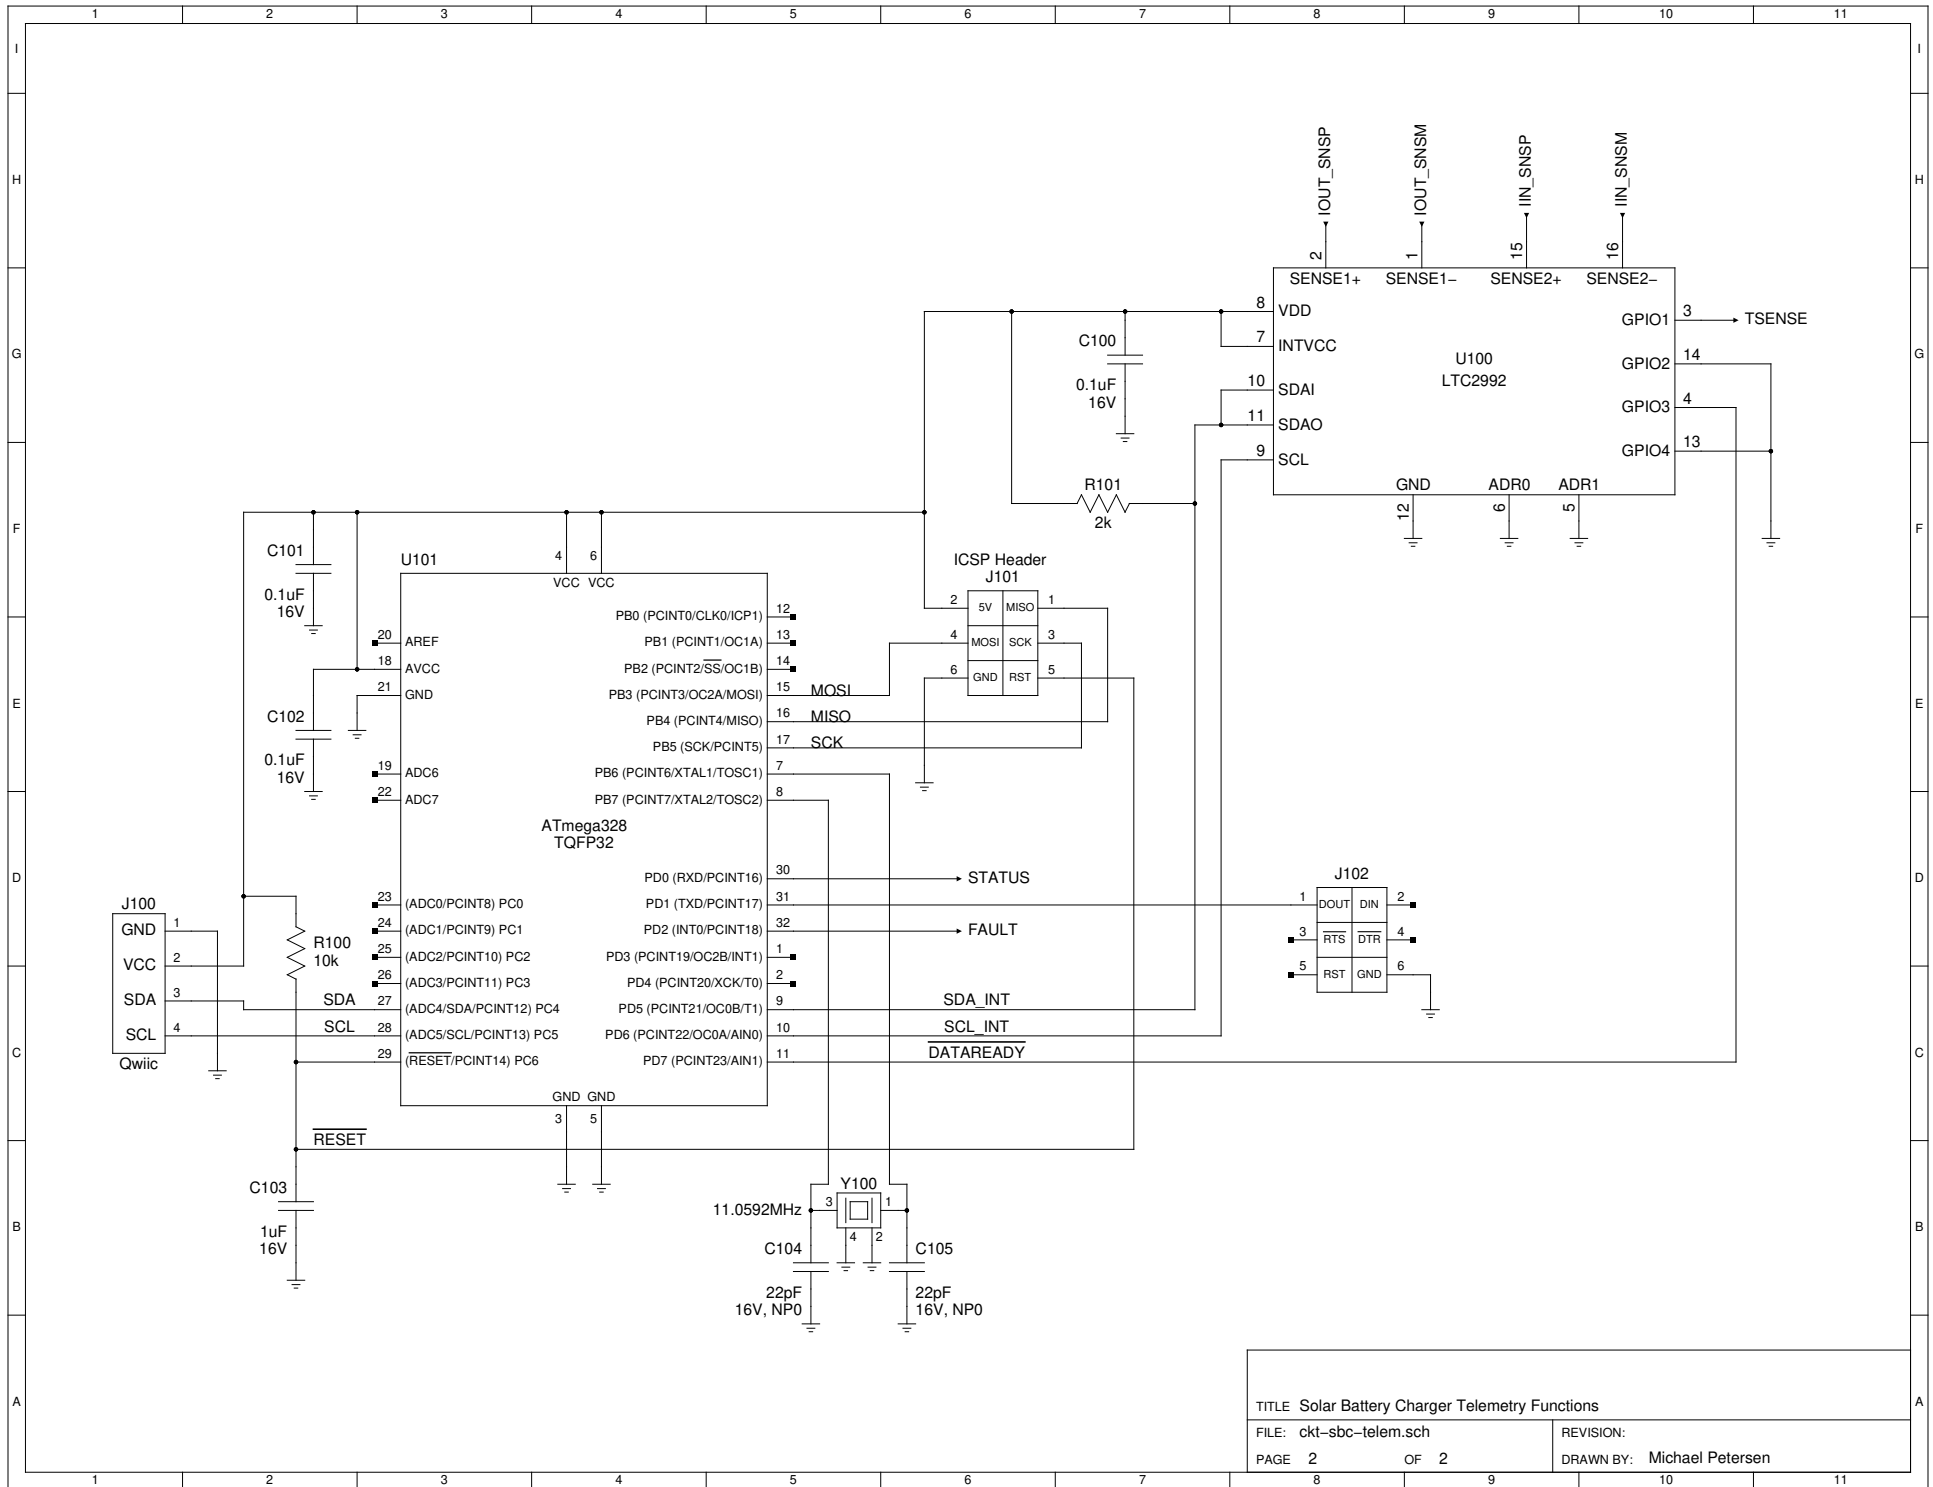 1 2 3 4 5 6 7 8 9 10 11
I I
H H
G G
F F
E E
D D
C C
B B
A A
IOUT_SNSP
IOUT_SNSM
IIN_SNSP
IIN_SNSM
2 1 15 16
SENSE1+ SENSE1− SENSE2+ SENSE2−
8 VDD
7 INTVCC
10 SDAI
11 SDAO
9 SCL
U100
LTC2992
GPIO1 3 TSENSE
GPIO2 14
GPIO3 4
GPIO4 13
GND ADR0 ADR1
12 6 5
C100
0.1uF
16V
R101
2k
C101
0.1uF
16V
C102
0.1uF
16V
U101
4 6
VCC VCC
20 AREF
18 AVCC
21 GND
19 ADC6
22 ADC7
ATmega328
TQFP32
23 (ADC0/PCINT8) PC0
24 (ADC1/PCINT9) PC1
25 (ADC2/PCINT10) PC2
26 (ADC3/PCINT11) PC3
SDA 27 (ADC4/SDA/PCINT12) PC4
SCL 28 (ADC5/SCL/PCINT13) PC5
29 (RESET/PCINT14) PC6
PB0 (PCINT0/CLK0/ICP1) 12
PB1 (PCINT1/OC1A) 13
PB2 (PCINT2/SS/OC1B) 14
PB3 (PCINT3/OC2A/MOSI) 15 MOSI
PB4 (PCINT4/MISO) 16 MISO
PB5 (SCK/PCINT5) 17 SCK
PB6 (PCINT6/XTAL1/TOSC1) 7
PB7 (PCINT7/XTAL2/TOSC2) 8
PD0 (RXD/PCINT16) 30 STATUS
PD1 (TXD/PCINT17) 31
PD2 (INT0/PCINT18) 32 FAULT
PD3 (PCINT19/OC2B/INT1) 1
PD4 (PCINT20/XCK/T0) 2
PD5 (PCINT21/OC0B/T1) 9 SDA_INT
PD6 (PCINT22/OC0A/AIN0) 10 SCL_INT
PD7 (PCINT23/AIN1) 11 DATAREADY
GND GND
3 5
ICSP Header
J101
2 5V MISO 1
4 MOSI SCK 3
6 GND RST 5
J102
1 DOUT DIN 2
3 RTS DTR 4
5 RST GND 6
J100
GND 1
VCC 2
SDA 3
SCL 4
Qwiic
R100
10k
RESET
C103
1uF
16V
Y100
11.0592MHz 3 1
4 2
C104
22pF
16V, NP0
C105
22pF
16V, NP0
TITLE Solar Battery Charger Telemetry Functions
FILE: ckt−sbc−telem.sch REVISION:
PAGE 2 OF 2 DRAWN BY: Michael Petersen
1 2 3 4 5 6 7 8 9 10 11